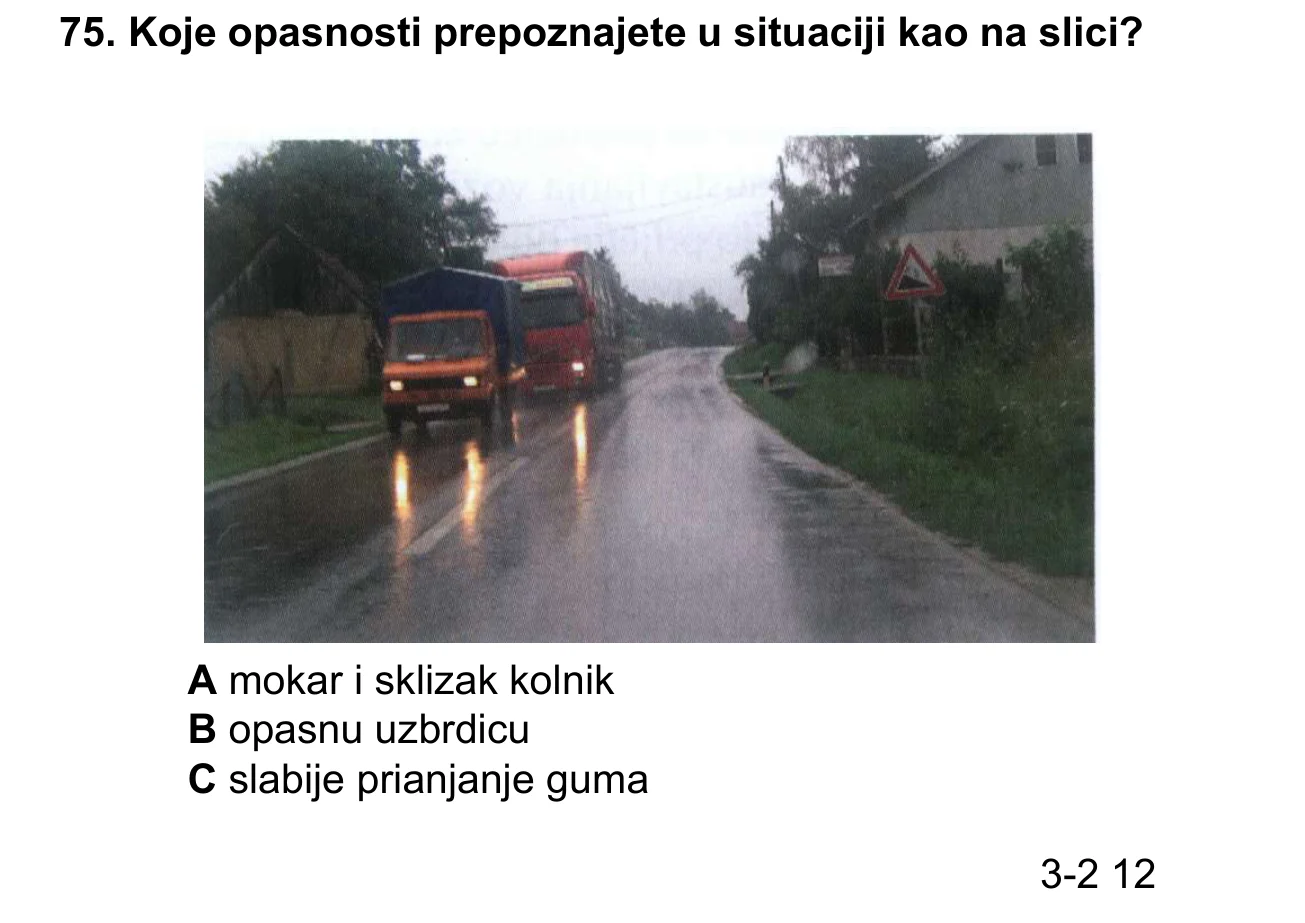 75. Koje opasnosti prepoznajete u situaciji kao na slici?
A mokar i sklizak kolnik
B opasnu uzbrdicu
C slabije prianjanje guma
3-2 12